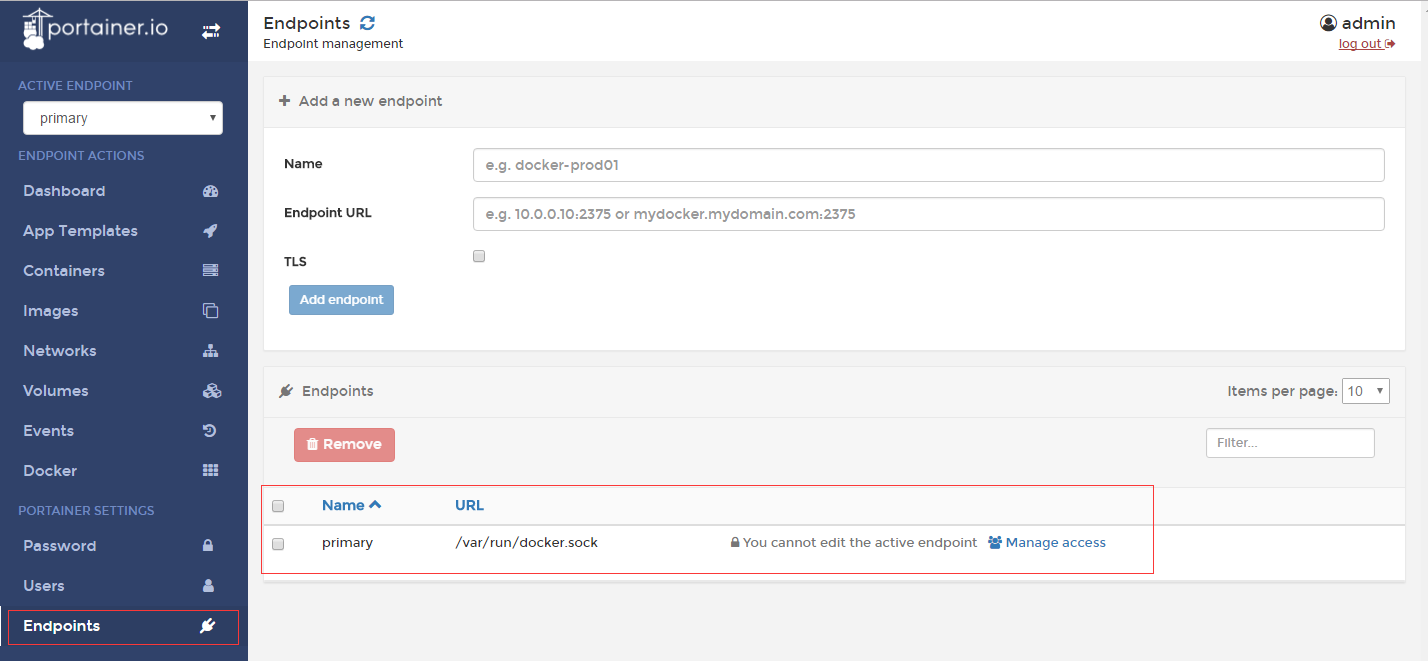 portainer.io
ACTIVE ENDPOINT
primary
ENDPOINT ACTIONS
Dashboard
App Templates
Containers
Images
Networks
Volumes
Events
Docker
PORTAINER SETTINGS
Password
Users
Endpoints
Endpoints
Endpoint management
admin
log out
Add a new endpoint
Name e.g. docker-prod01
Endpoint URL e.g. 10.0.0.10:2375 or mydocker.mydomain.com:2375
TLS
Add endpoint
Endpoints Items per page: 10
Remove Filter...
Name URL
primary /var/run/docker.sock You cannot edit the active endpoint Manage access